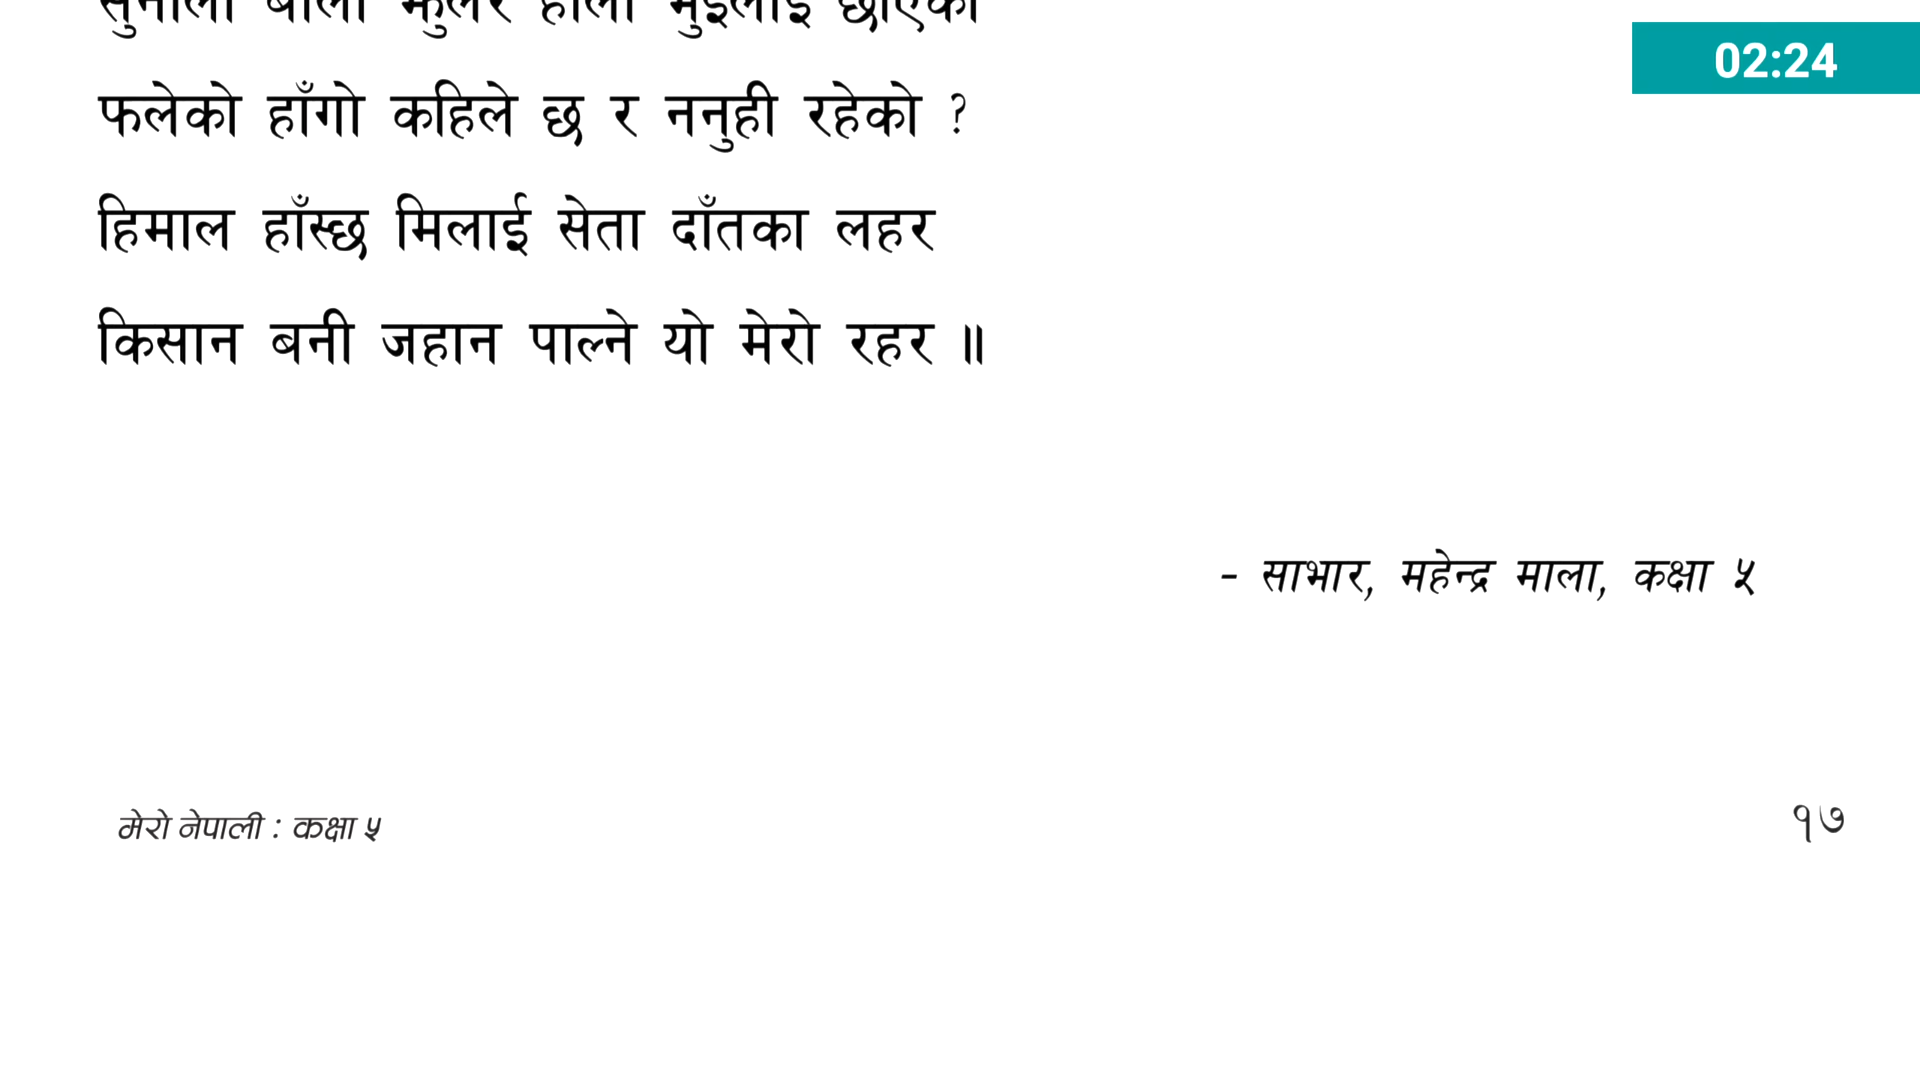 02:24
फलेको हाँगो कहिले छ र ननुही रहेको ?
हिमाल हाँस्छ मिलाई सेता दाँतका लहर
किसान बनी जहान पाल्ने यो मेरो रहर ॥
- साभार, महेन्द्र माला, कक्षा ५
मेरो नेपाली : कक्षा ५
१७